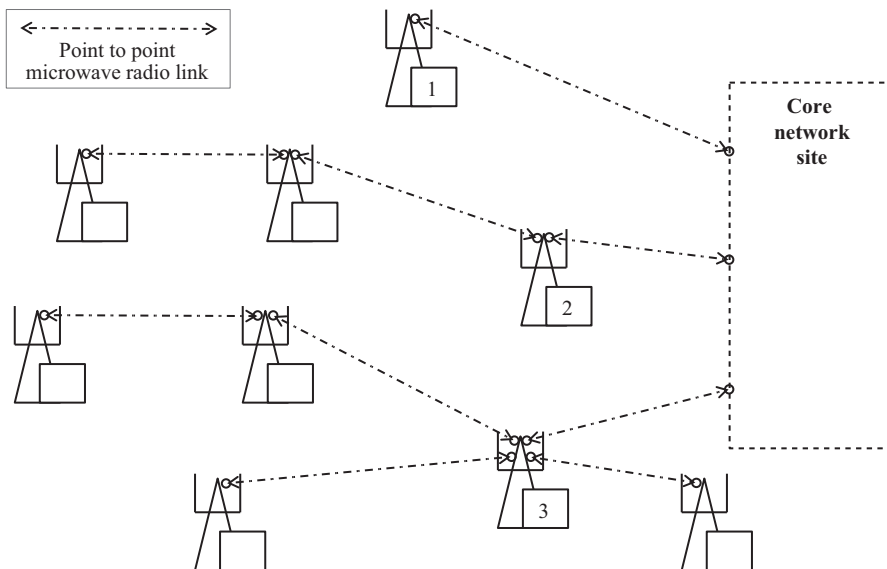 Point to point
microwave radio link
1
Core
network
site
2
3